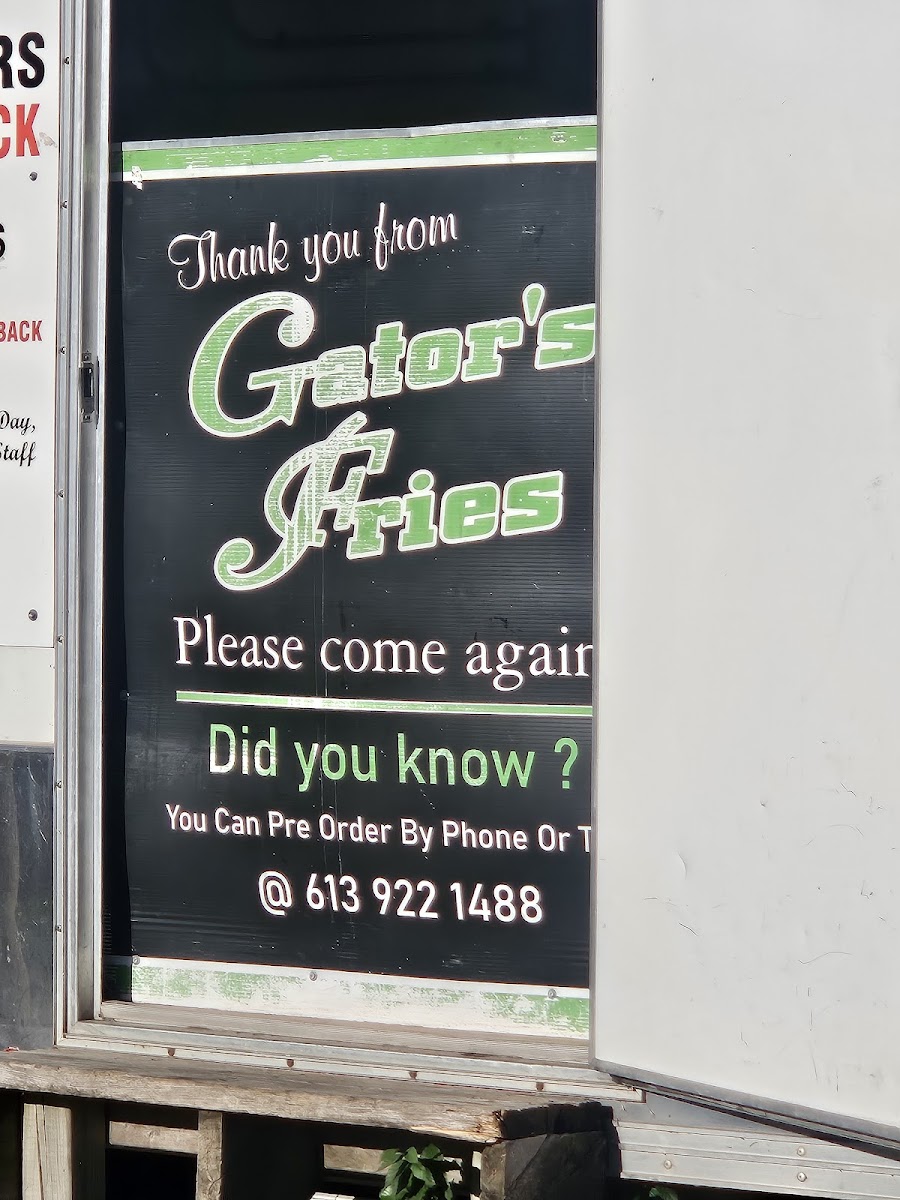 RS
CK
6
BACK
Day,
Staff
Thank you from
Gator's
Fries
Please come again
Did you know ?
You Can Pre Order By Phone Or T
@ 613 922 1488